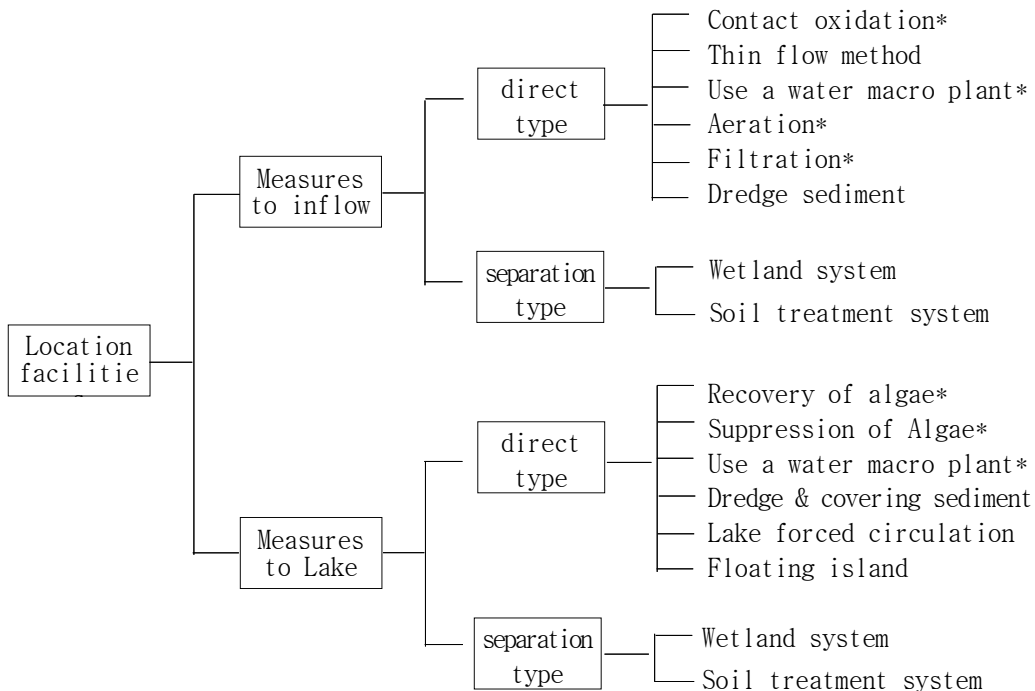 Contact oxidation*
Thin flow method
Use a water macro plant*
Aeration*
Filtration*
Dredge sediment
direct
type
Measures
to inflow
separation
type
Wetland system
Soil treatment system
Location
facilitie
Recovery of algae*
Suppression of Algae*
Use a water macro plant*
Dredge & covering sediment
Lake forced circulation
Floating island
direct
type
Measures
to Lake
separation
type
Wetland system
Soil treatment system